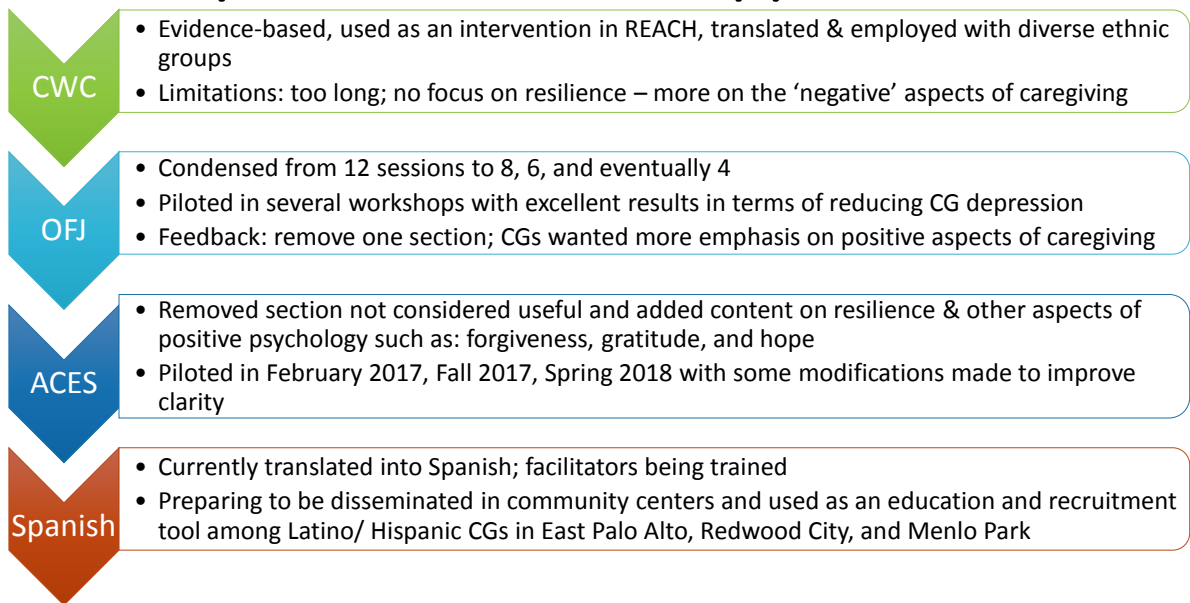 CWC
• Evidence-based, used as an intervention in REACH, translated & employed with diverse ethnic
groups
• Limitations: too long; no focus on resilience – more on the ‘negative’ aspects of caregiving
OFJ
• Condensed from 12 sessions to 8, 6, and eventually 4
• Piloted in several workshops with excellent results in terms of reducing CG depression
• Feedback: remove one section; CGs wanted more emphasis on positive aspects of caregiving
ACES
• Removed section not considered useful and added content on resilience & other aspects of
positive psychology such as: forgiveness, gratitude, and hope
• Piloted in February 2017, Fall 2017, Spring 2018 with some modifications made to improve
clarity
Spanish
• Currently translated into Spanish; facilitators being trained
• Preparing to be disseminated in community centers and used as an education and recruitment
tool among Latino/ Hispanic CGs in East Palo Alto, Redwood City, and Menlo Park